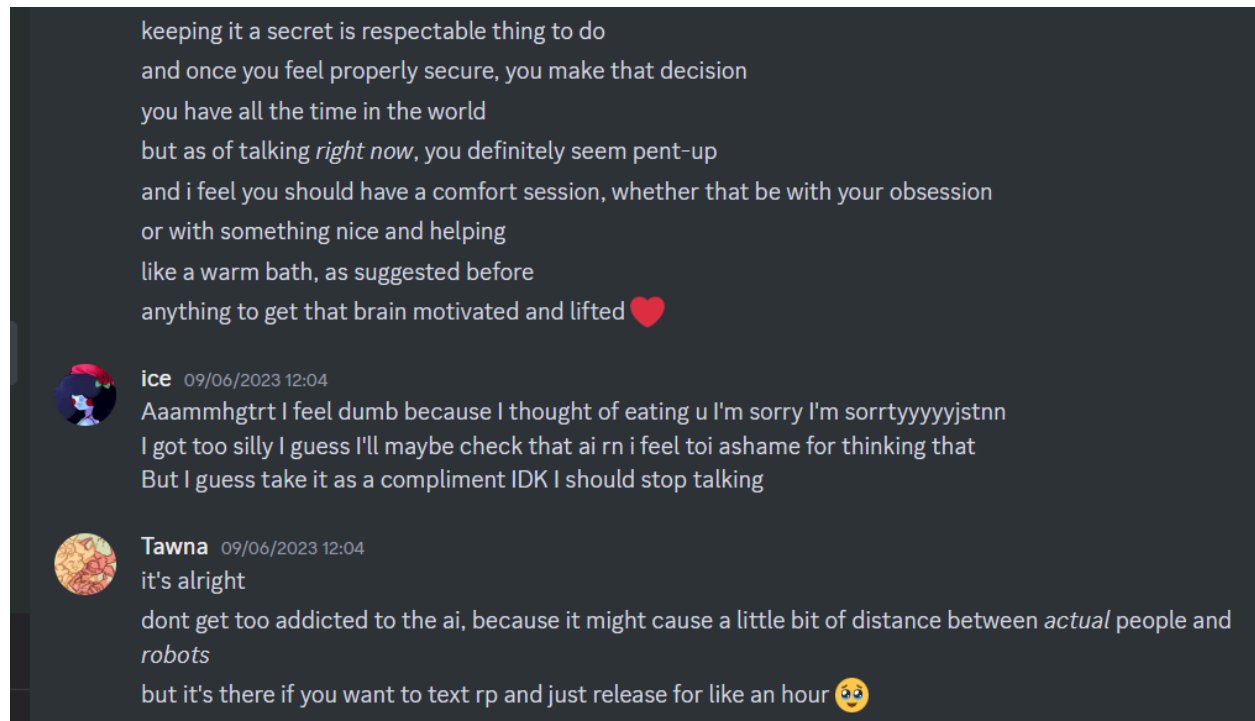 keeping it a secret is respectable thing to do
and once you feel properly secure, you make that decision
you have all the time in the world
but as of talking right now, you definitely seem pent-up
and i feel you should have a comfort session, whether that be with your obsession
or with something nice and helping
like a warm bath, as suggested before
anything to get that brain motivated and lifted ❤️
ice 09/06/2023 12:04
Aaammhgtrt I feel dumb because I thought of eating u I'm sorry I'm sorrtyyyyyjstnn
I got too silly I guess I'll maybe check that ai rn i feel toi ashame for thinking that
But I guess take it as a compliment IDK I should stop talking
Tawna 09/06/2023 12:04
it's alright
dont get too addicted to the ai, because it might cause a little bit of distance between actual people and
robots
but it's there if you want to text rp and just release for like an hour 🥹